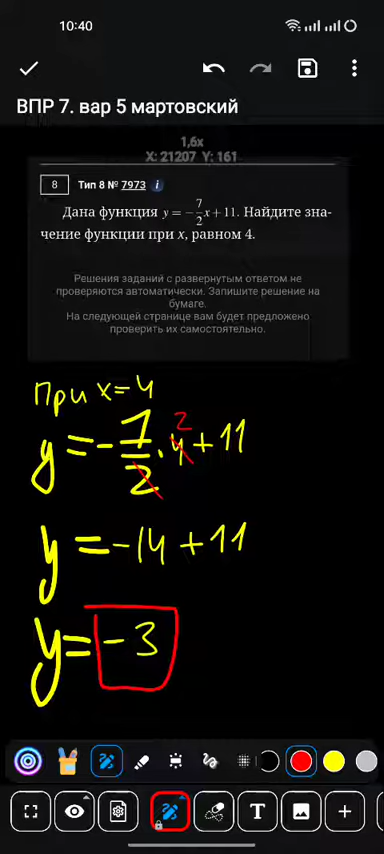 10:40
ВПР 7. вар 5 мартовский
1,6x
X: 21207 Y: 161
8 Тип 8 № 7973 i
Дана функция y = −7/2x + 11. Найдите зна-
чение функции при x, равном 4.
Решения заданий с развернутым ответом не
проверяются автоматически. Запишите решение на
бумаге.
На следующей странице вам будет предложено
проверить их самостоятельно.
При x=4
2
y = -7/2 · 4 + 11
y = -14 + 11
y = -3
T